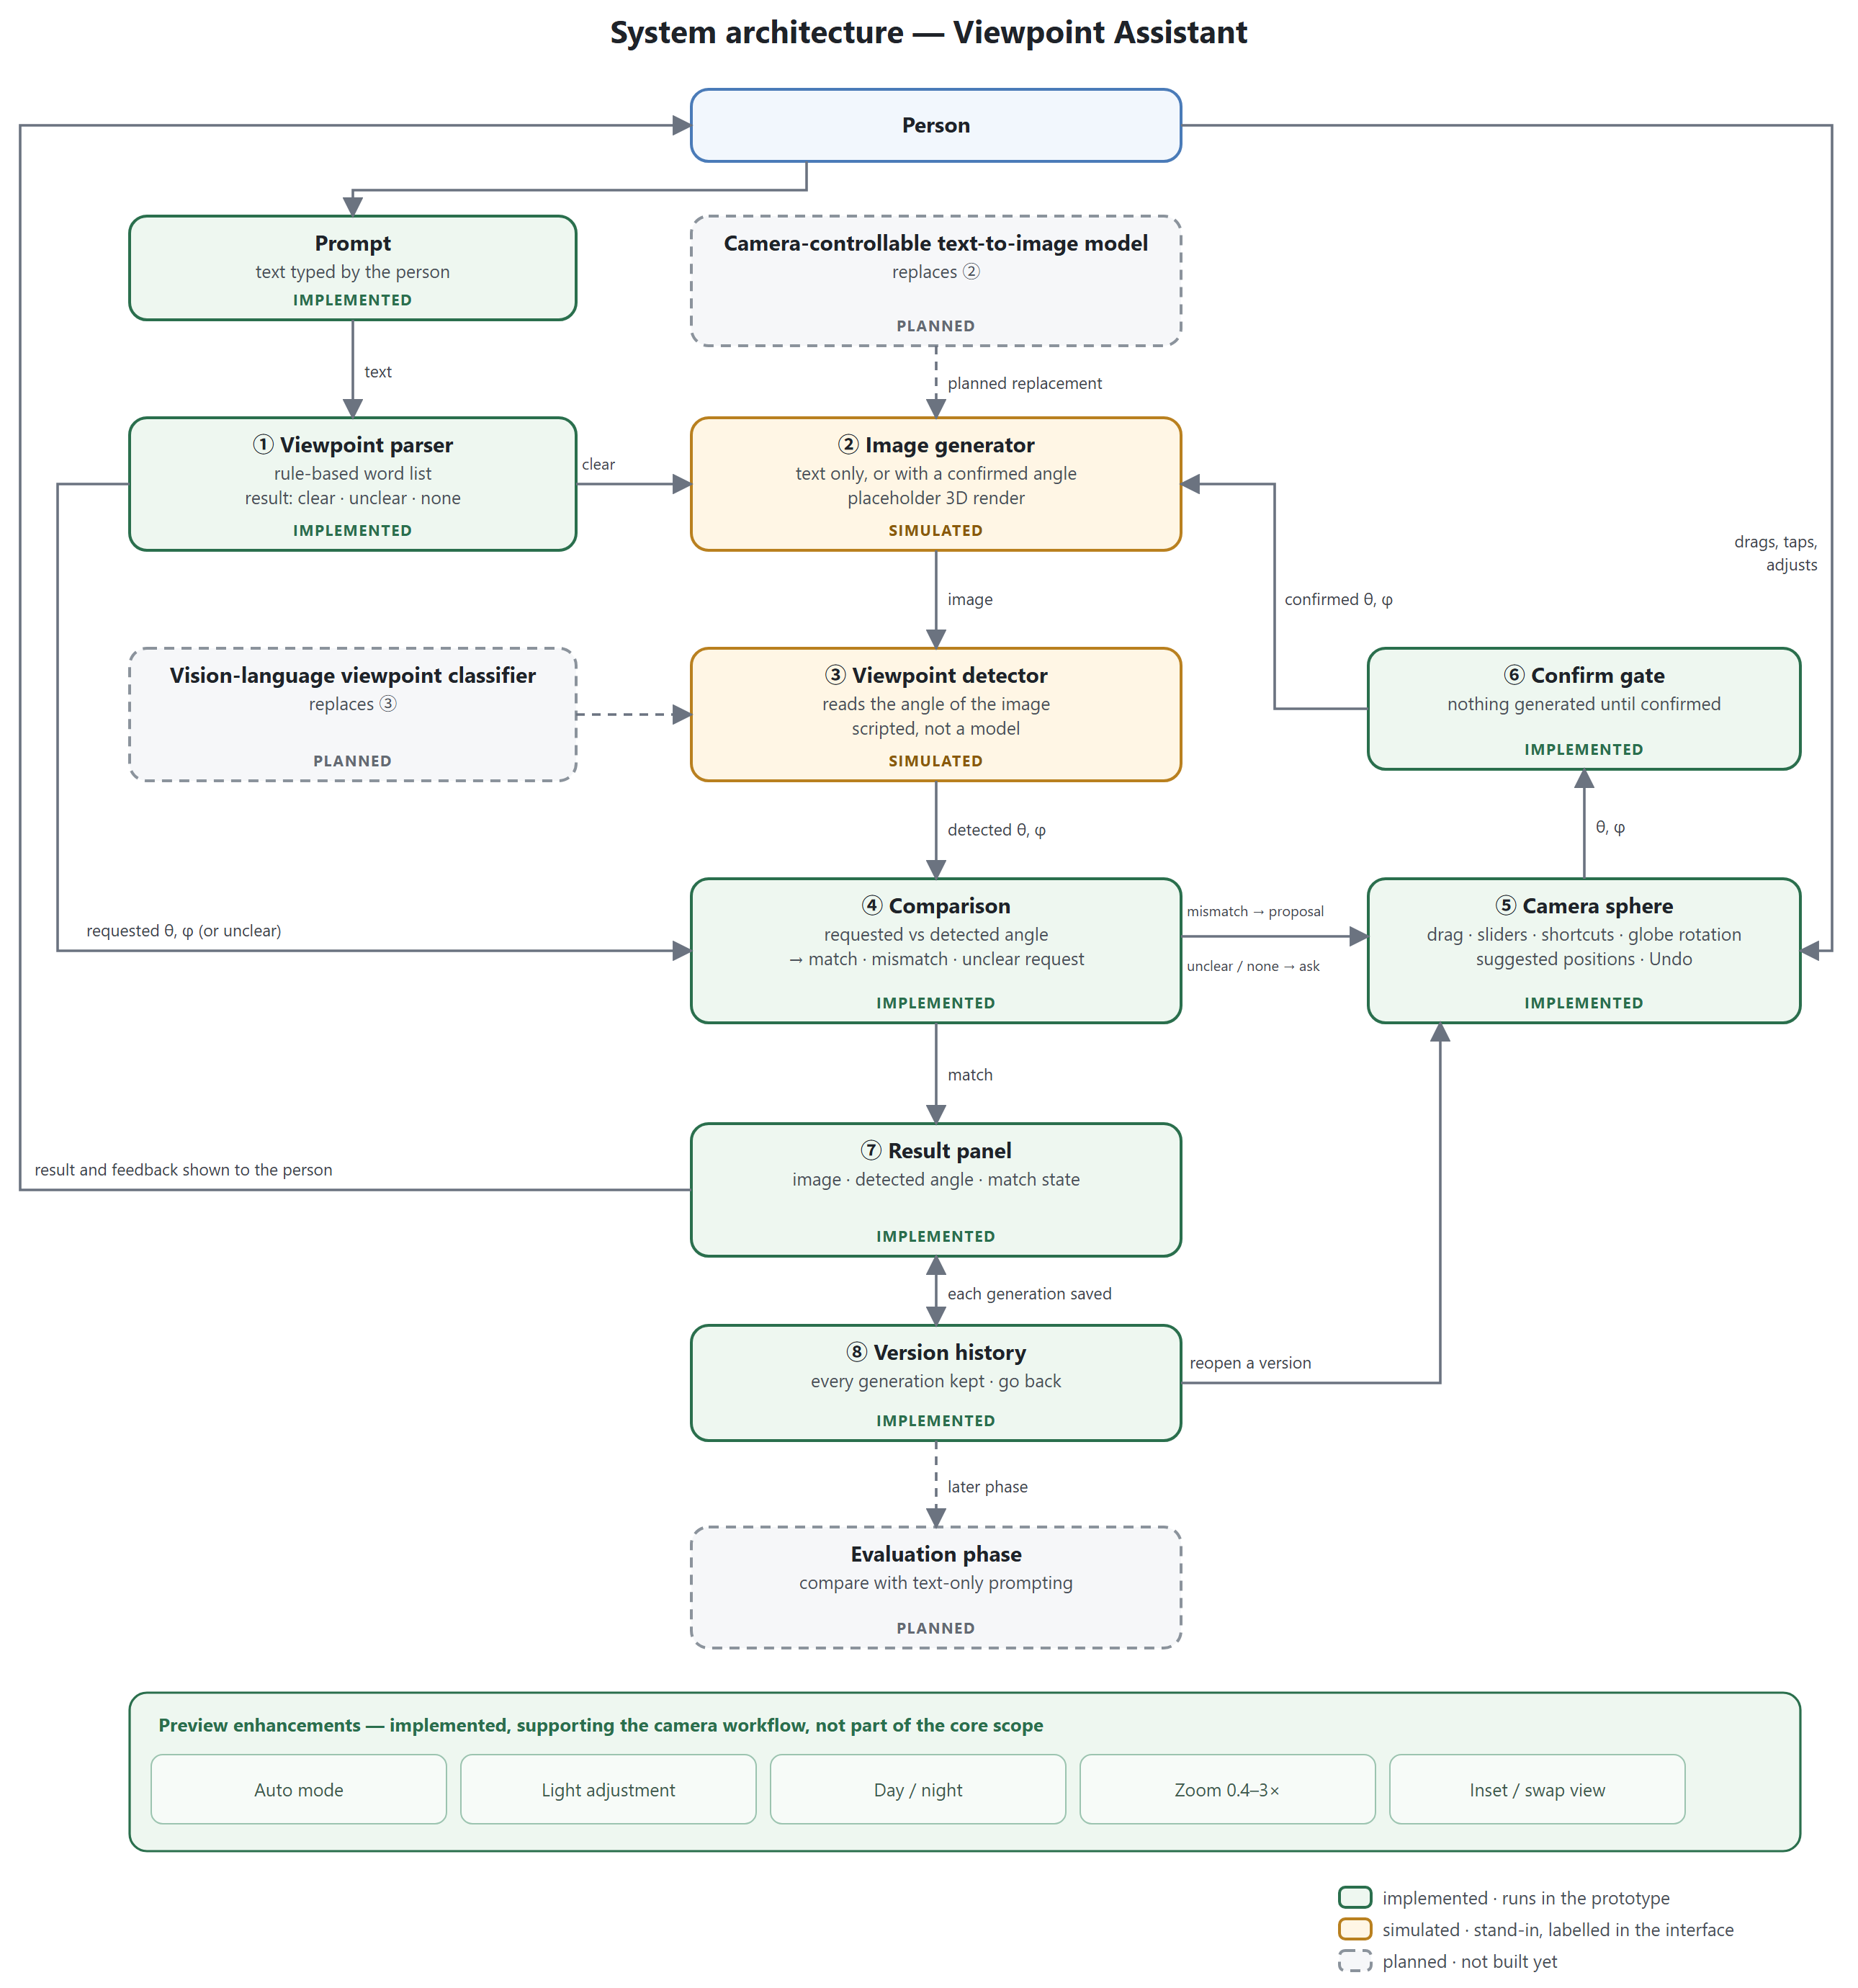 System architecture — Viewpoint Assistant
Person
Prompt
text typed by the person
IMPLEMENTED
Camera-controllable text-to-image model
replaces ②
PLANNED
text
planned replacement
① Viewpoint parser
rule-based word list
result: clear · unclear · none
IMPLEMENTED
clear
② Image generator
text only, or with a confirmed angle
placeholder 3D render
SIMULATED
drags, taps,
adjusts
image
confirmed θ, φ
Vision-language viewpoint classifier
replaces ③
PLANNED
③ Viewpoint detector
reads the angle of the image
scripted, not a model
SIMULATED
⑥ Confirm gate
nothing generated until confirmed
IMPLEMENTED
detected θ, φ
θ, φ
requested θ, φ (or unclear)
④ Comparison
requested vs detected angle
→ match · mismatch · unclear request
IMPLEMENTED
mismatch → proposal
unclear / none → ask
⑤ Camera sphere
drag · sliders · shortcuts · globe rotation
suggested positions · Undo
IMPLEMENTED
match
result and feedback shown to the person
⑦ Result panel
image · detected angle · match state
IMPLEMENTED
each generation saved
⑧ Version history
every generation kept · go back
IMPLEMENTED
reopen a version
later phase
Evaluation phase
compare with text-only prompting
PLANNED
Preview enhancements — implemented, supporting the camera workflow, not part of the core scope
Auto mode
Light adjustment
Day / night
Zoom 0.4–3×
Inset / swap view
implemented · runs in the prototype
simulated · stand-in, labelled in the interface
planned · not built yet